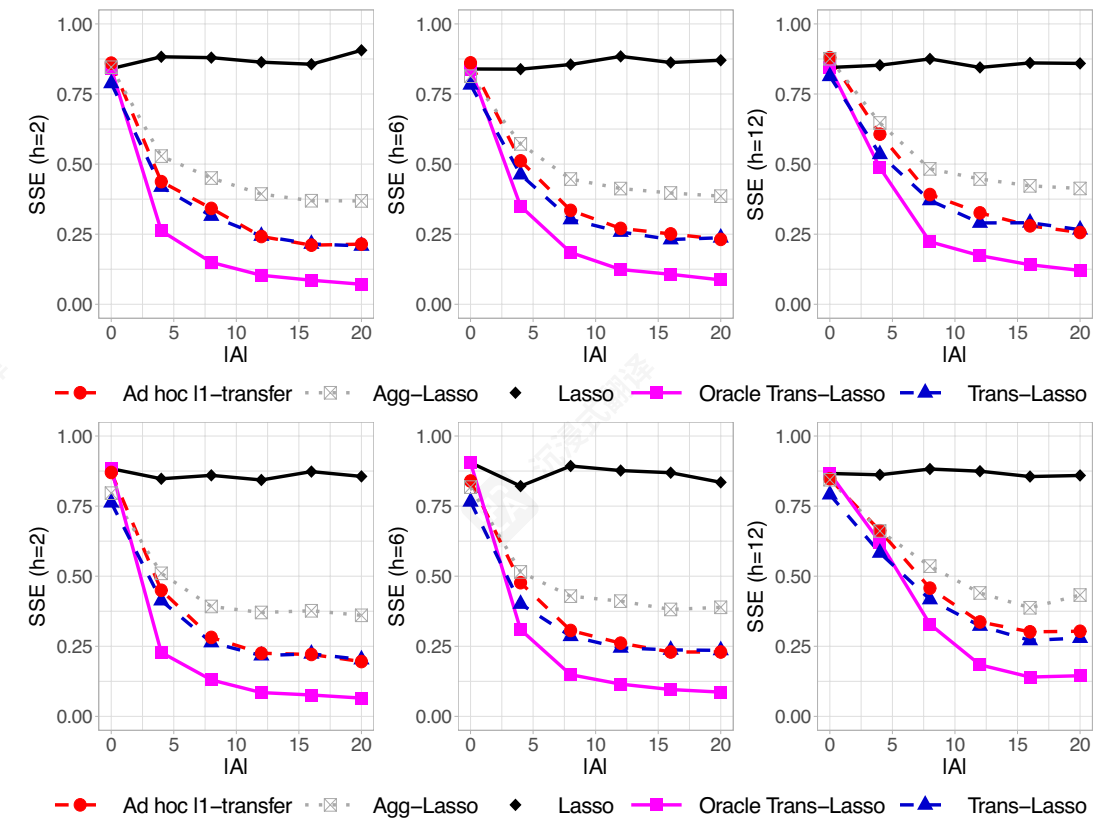 1.00 1.00 1.00
0.75 0.75 0.75
0.50 0.50 0.50
0.25 0.25 0.25
0.00 0.00 0.00
SSE (h=2) SSE (h=6) SSE (h=12)
0 5 10 15 20 0 5 10 15 20 0 5 10 15 20
|A| |A| |A|
Ad hoc l1−transfer Agg−Lasso Lasso Oracle Trans−Lasso Trans−Lasso
1.00 1.00 1.00
0.75 0.75 0.75
0.50 0.50 0.50
0.25 0.25 0.25
0.00 0.00 0.00
SSE (h=2) SSE (h=6) SSE (h=12)
0 5 10 15 20 0 5 10 15 20 0 5 10 15 20
|A| |A| |A|
Ad hoc l1−transfer Agg−Lasso Lasso Oracle Trans−Lasso Trans−Lasso